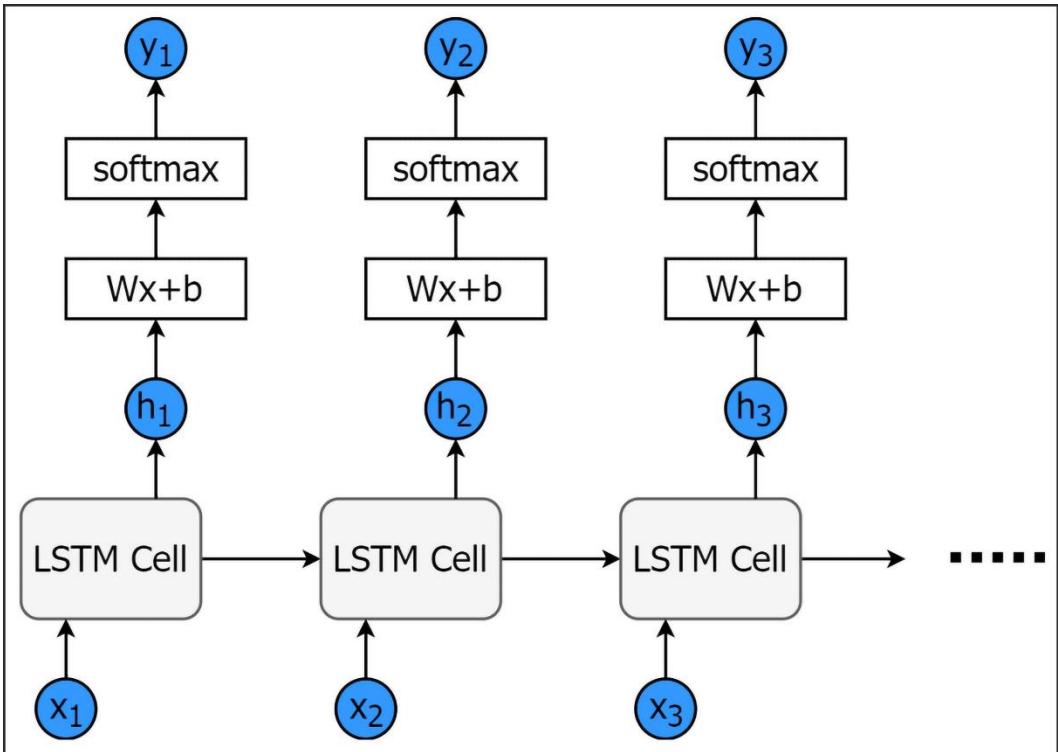 y₁ y₂ y₃
softmax softmax softmax
Wx+b Wx+b Wx+b
h₁ h₂ h₃
LSTM Cell LSTM Cell LSTM Cell
x₁ x₂ x₃